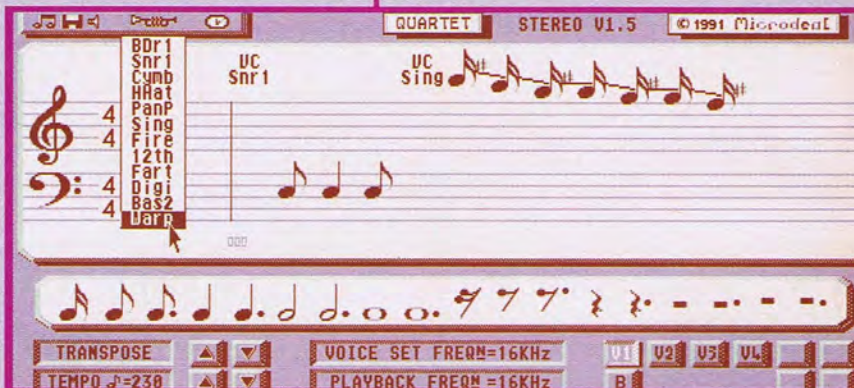 QUARTET STEREO V1.5 © 1991 Microdeal
BDr1
Snr1
Cymb
HHat
PanP
Sing
Fire
12th
Fart
Digi
Bas2
Warp
VC
Snr1
VC
Sing
4
4
4
4
000
TRANSPOSE VOICE SET FREQN=16KHz V1 V2 V3 V4
TEMPO ♪=230 PLAYBACK FREQN =16KHz B